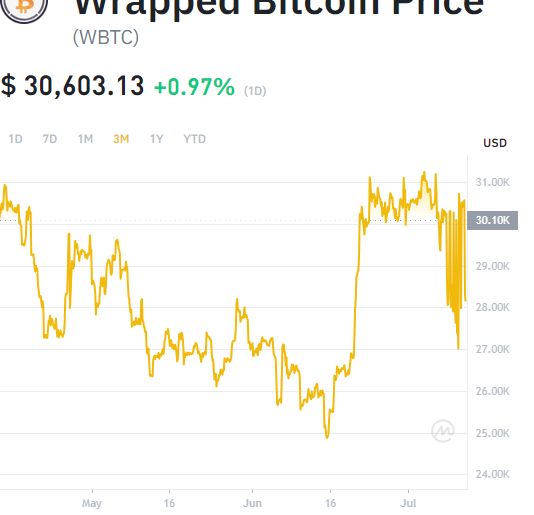 Wrapped Bitcoin Price
(WBTC)
$ 30,603.13 +0.97% (1D)
1D 7D 1M 3M 1Y YTD
USD
31.00K
30.10K
29.00K
28.00K
27.00K
26.00K
25.00K
24.00K
May 16 Jun 16 Jul